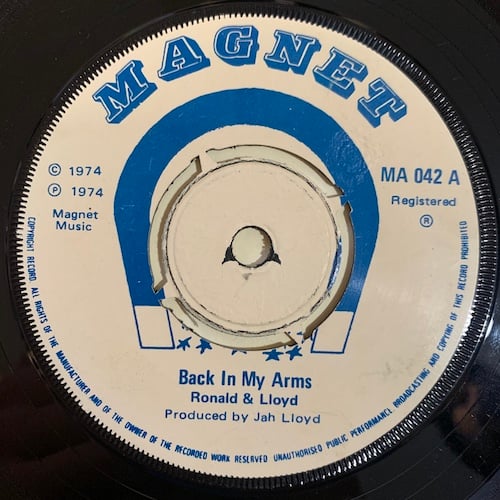 MAGNET
© 1974
℗ 1974
Magnet
Music
MA 042 A
Registered
®
Back In My Arms
Ronald & Lloyd
Produced by Jah Lloyd
COPYRIGHT RECORD ALL RIGHTS OF THE MANUFACTURER AND OF THE OWNER OF THE RECORDED WORK RESERVED UNAUTHORISED PUBLIC PERFORMANCE BROADCASTING AND COPYING OF THIS RECORD PROHIBITED